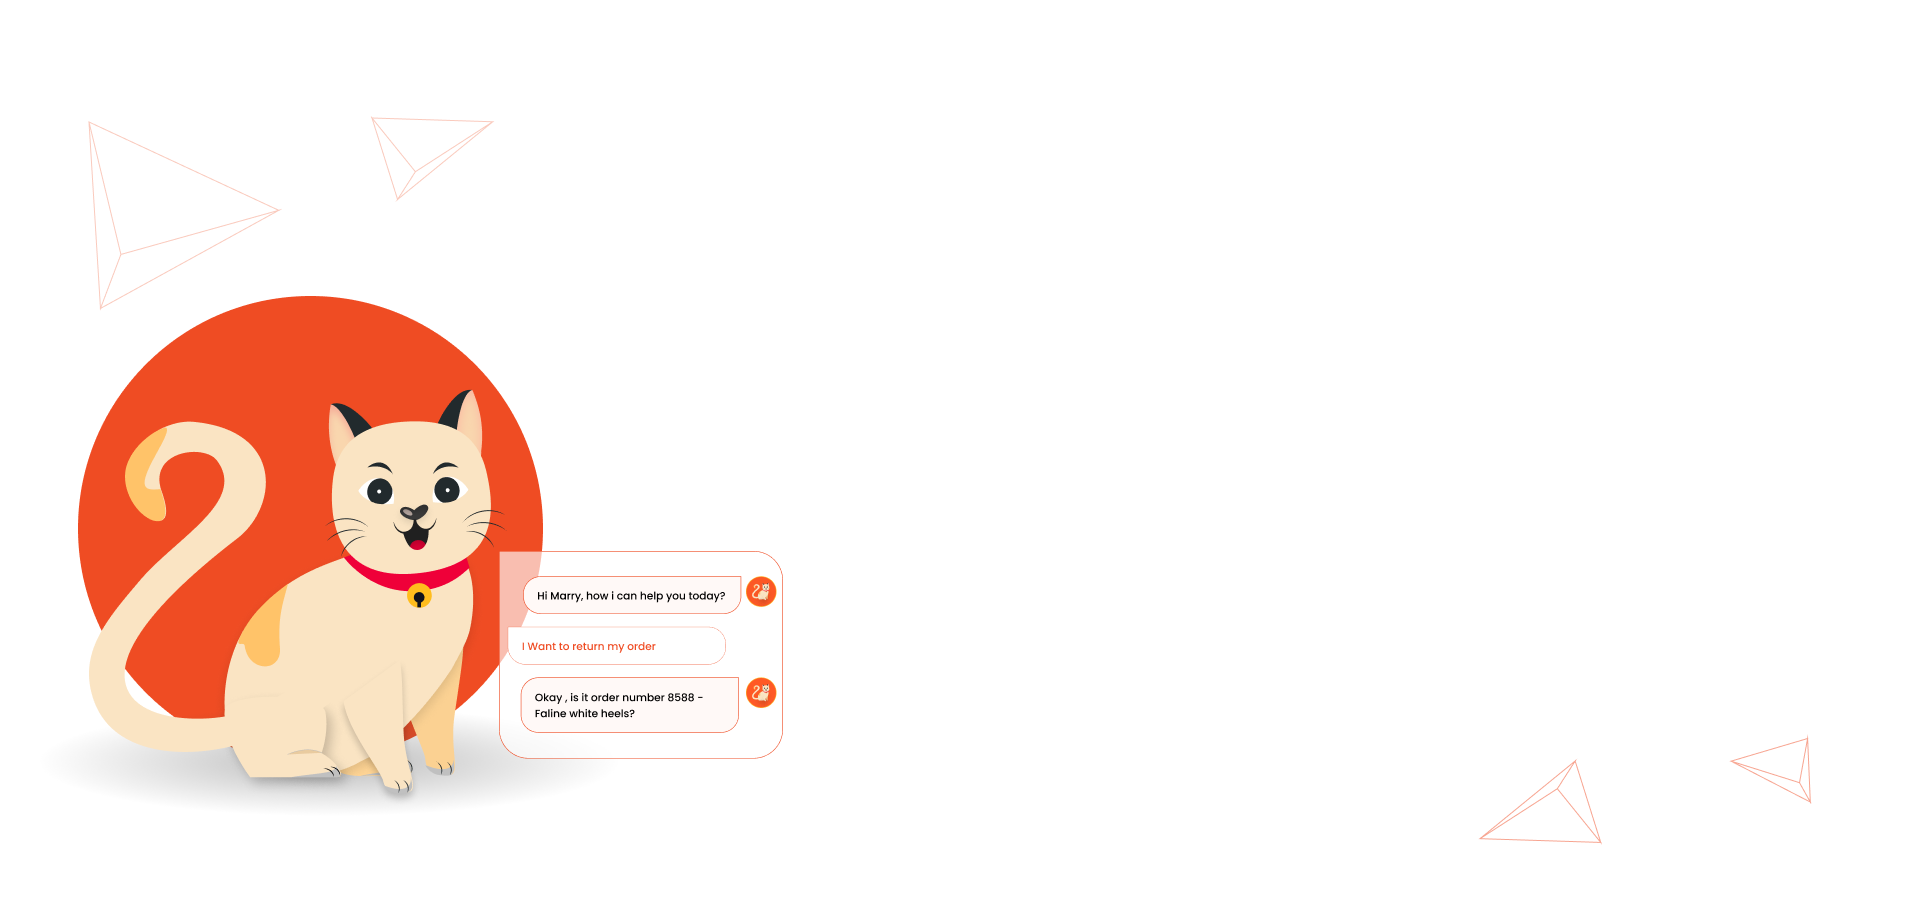 Hi Marry, how i can help you today?
I Want to return my order
Okay , is it order number 8588 -
Faline white heels?